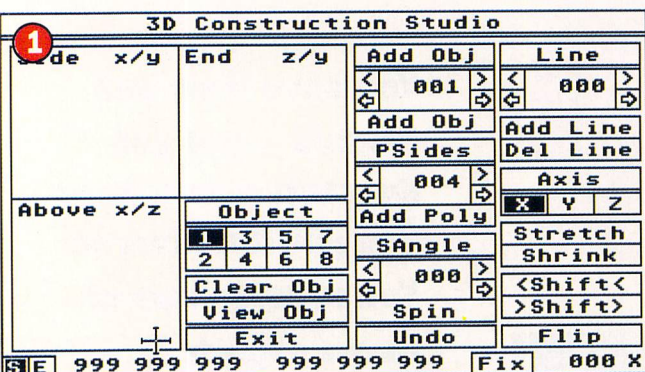 3D Construction Studio
1
de x/y
End z/y
Add Obj
< 001 >
Add Obj
Line
< 000 >
Add Line
Del Line
PSides
< 004 >
Add Poly
Axis
X Y Z
Above x/z
Object
1 3 5 7
2 4 6 8
Clear Obj
View Obj
Exit
SAngle
< 000 >
Spin
Undo
Stretch
Shrink
<Shift<
>Shift>
Flip
S E 999 999 999 999 999 999 Fix 000 X